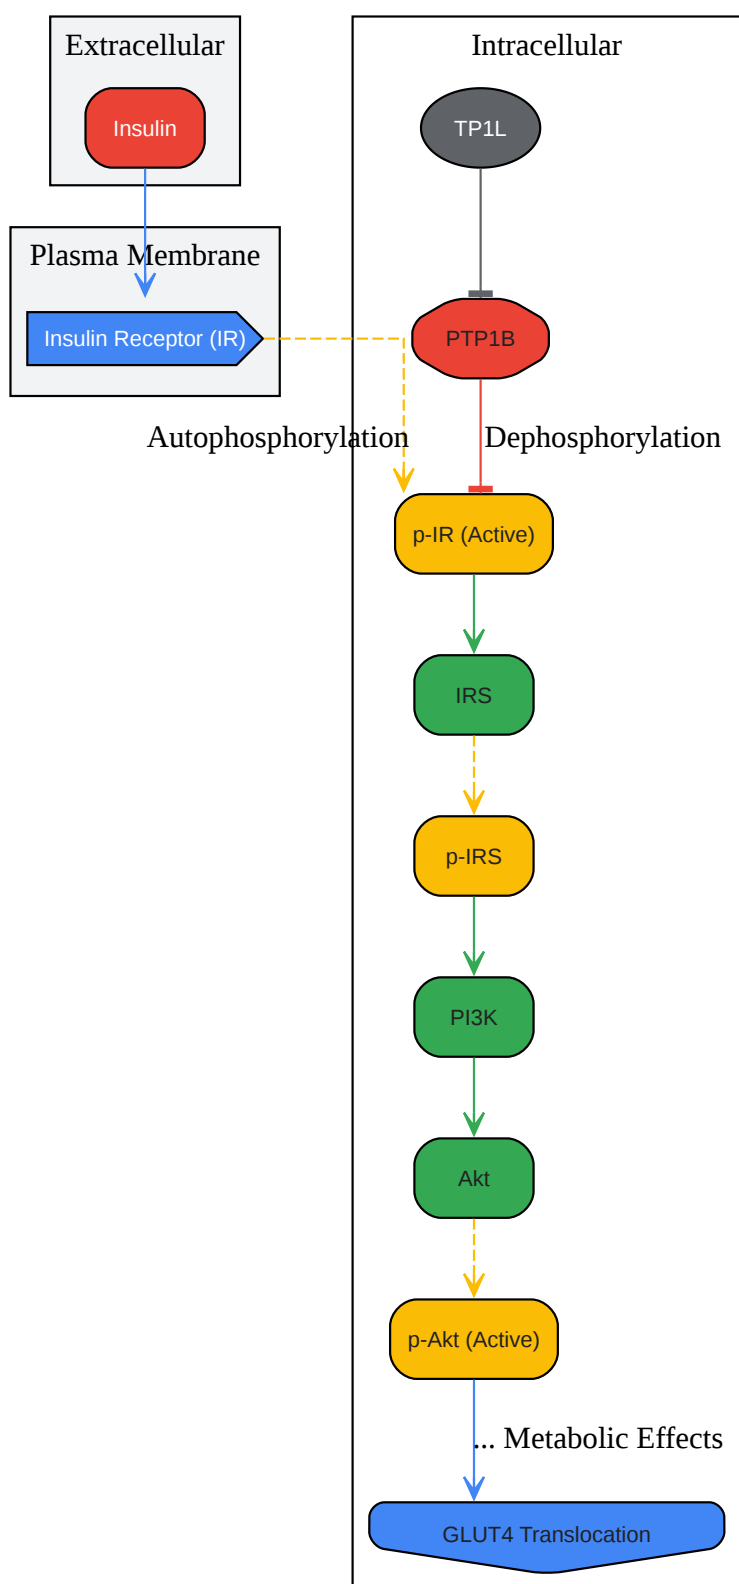 Extracellular
Insulin
Plasma Membrane
Insulin Receptor (IR)
Autophosphorylation
Intracellular
TP1L
PTP1B
Dephosphorylation
p-IR (Active)
IRS
p-IRS
PI3K
Akt
p-Akt (Active)
... Metabolic Effects
GLUT4 Translocation